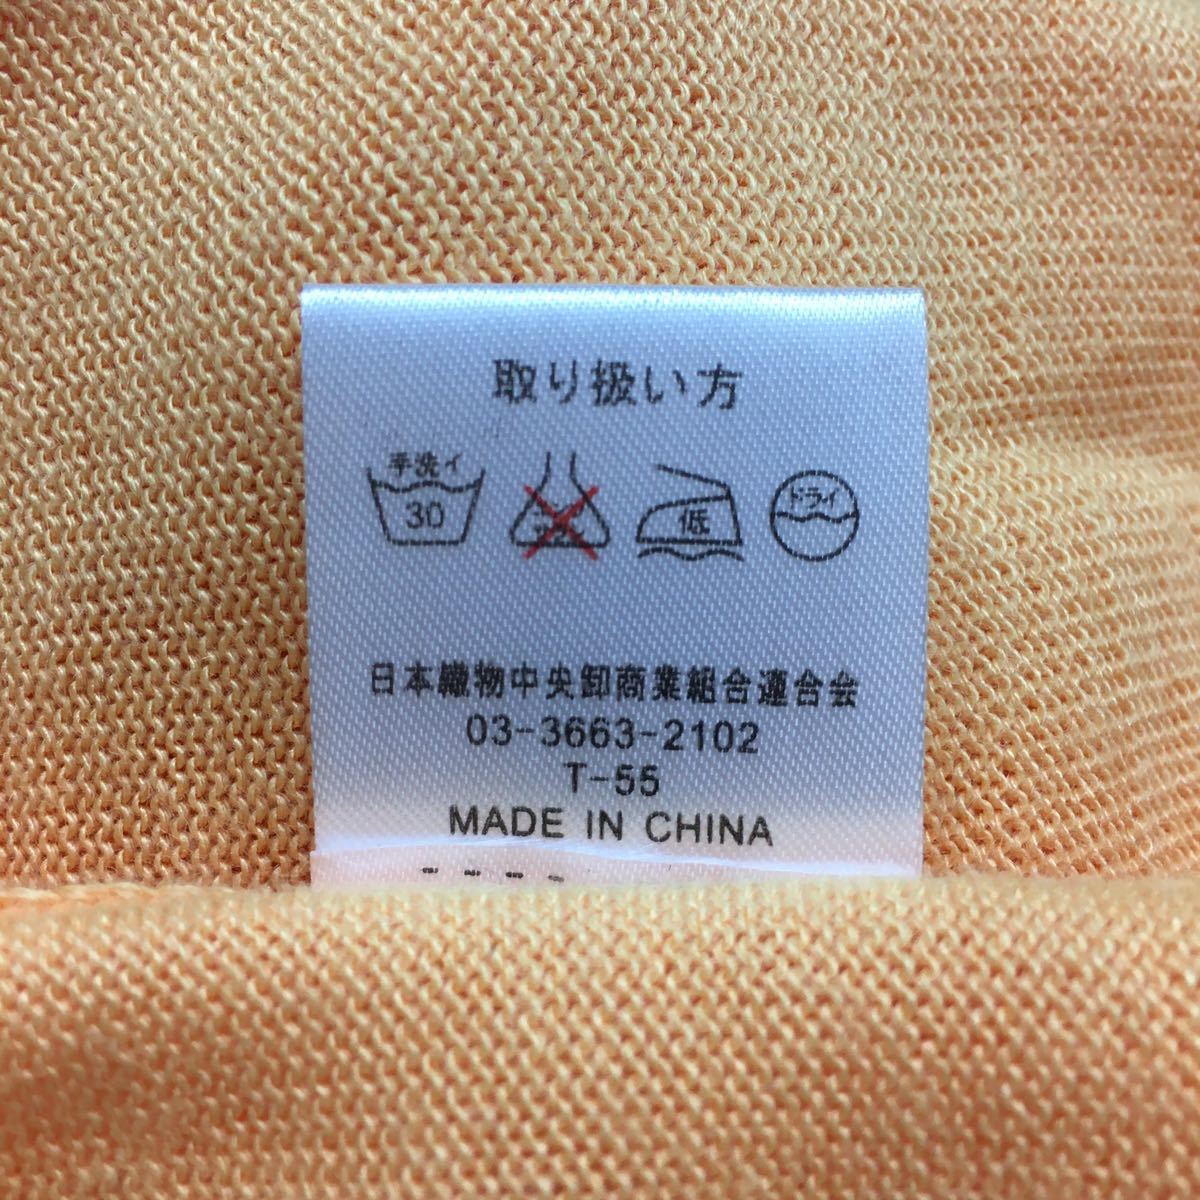 取り扱い方
手洗イ
30
低
ドライ
日本織物中央卸商業組合連合会
03-3663-2102
T-55
MADE IN CHINA